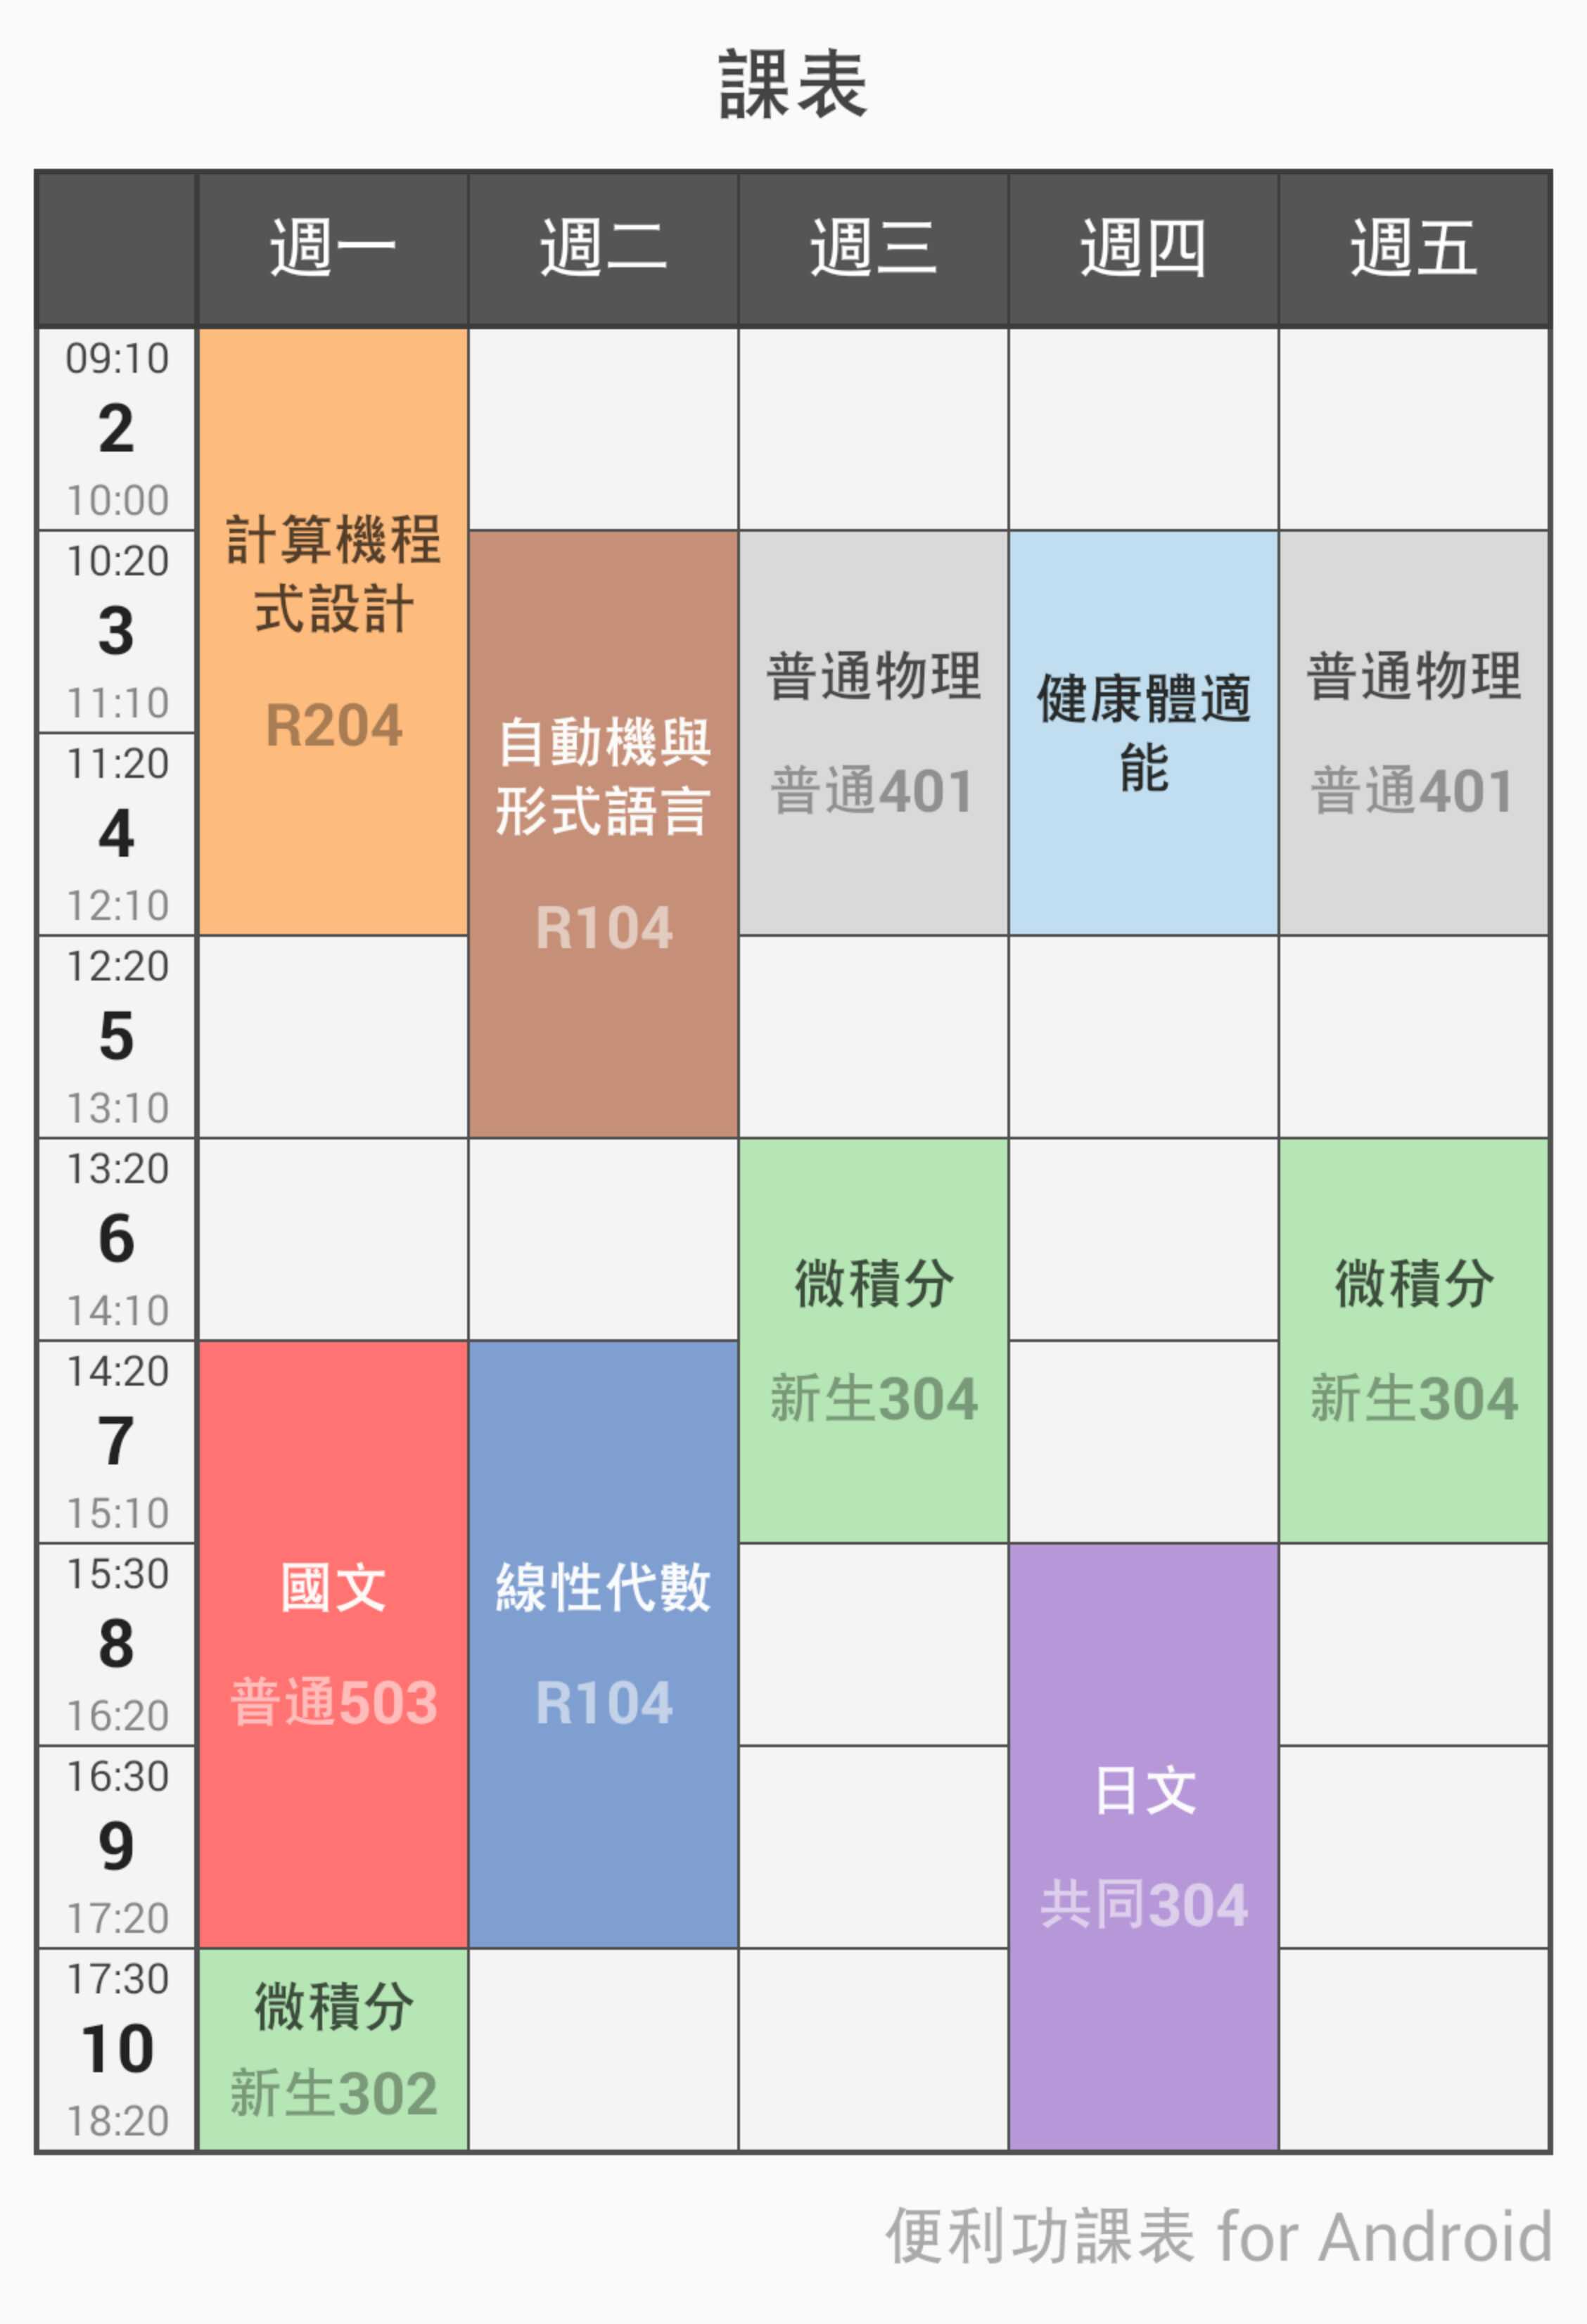 課表
週一 週二 週三 週四 週五
09:10
2
10:00
10:20
3
11:10
11:20
4
12:10
12:20
5
13:10
13:20
6
14:10
14:20
7
15:10
15:30
8
16:20
16:30
9
17:20
17:30
10
18:20
計算機程
式設計
R204
國文
普通503
微積分
新生302
自動機與
形式語言
R104
線性代數
R104
普通物理
普通401
微積分
新生304
健康體適
能
日文
共同304
普通物理
普通401
微積分
新生304
便利功課表 for Android